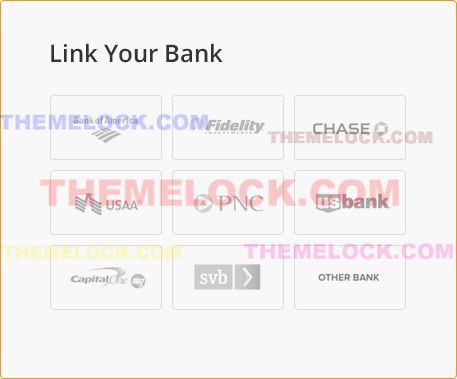 Link Your Bank
Bank of America
Fidelity
CHASE
THEMELOCK.COM
THEMELOCK.COM
THEMELOCK.COM
USAA®
PNC
usbank
THEMELOCK.COM
THEMELOCK.COM
Capital One
360
svb
OTHER BANK